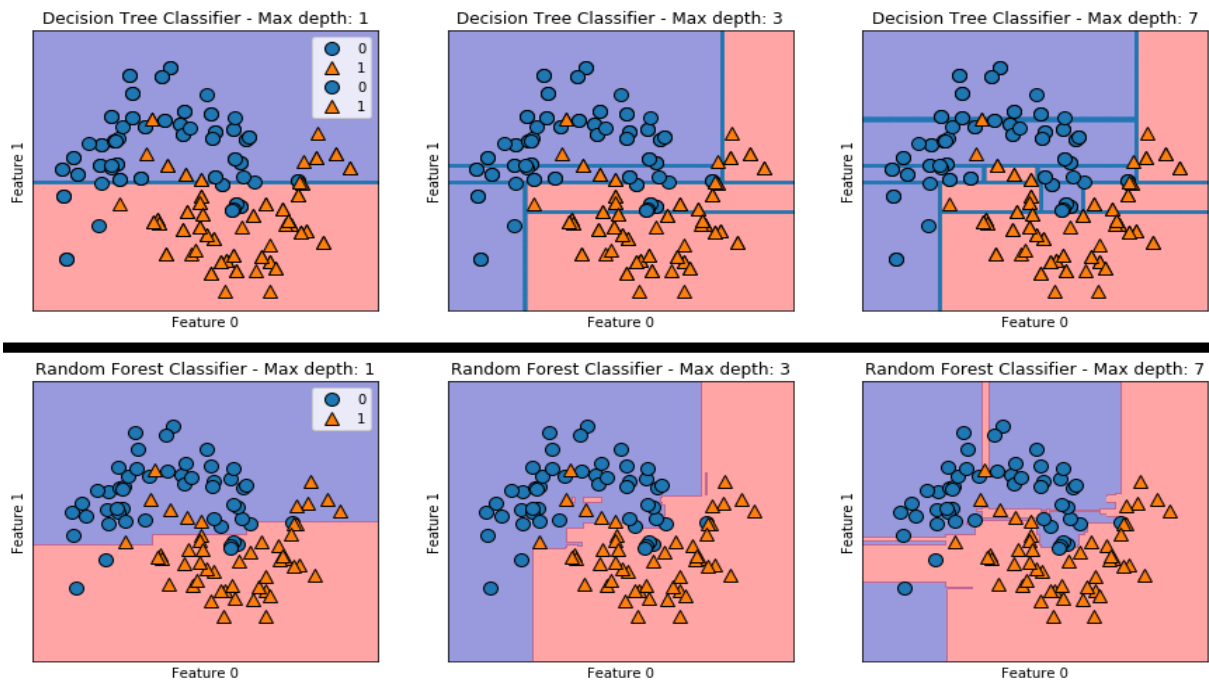 Decision Tree Classifier - Max depth: 1
0
1
0
1
Feature 1
Feature 0
Decision Tree Classifier - Max depth: 3
Feature 1
Feature 0
Decision Tree Classifier - Max depth: 7
Feature 1
Feature 0
Random Forest Classifier - Max depth: 1
0
1
Feature 1
Feature 0
Random Forest Classifier - Max depth: 3
Feature 1
Feature 0
Random Forest Classifier - Max depth: 7
Feature 1
Feature 0